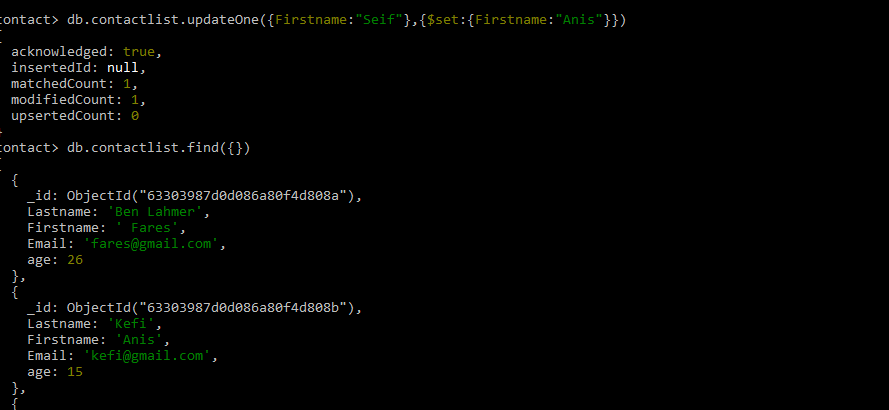 ontact> db.contactlist.updateOne({Firstname:"Seif"},{$set:{Firstname:"Anis"}})
{
acknowledged: true,
insertedId: null,
matchedCount: 1,
modifiedCount: 1,
upsertedCount: 0
}
ontact> db.contactlist.find({})
[
{
_id: ObjectId("63303987d0d086a80f4d808a"),
Lastname: 'Ben Lahmer',
Firstname: ' Fares',
Email: 'fares@gmail.com',
age: 26
},
{
_id: ObjectId("63303987d0d086a80f4d808b"),
Lastname: 'Kefi',
Firstname: 'Anis',
Email: 'kefi@gmail.com',
age: 15
},
{